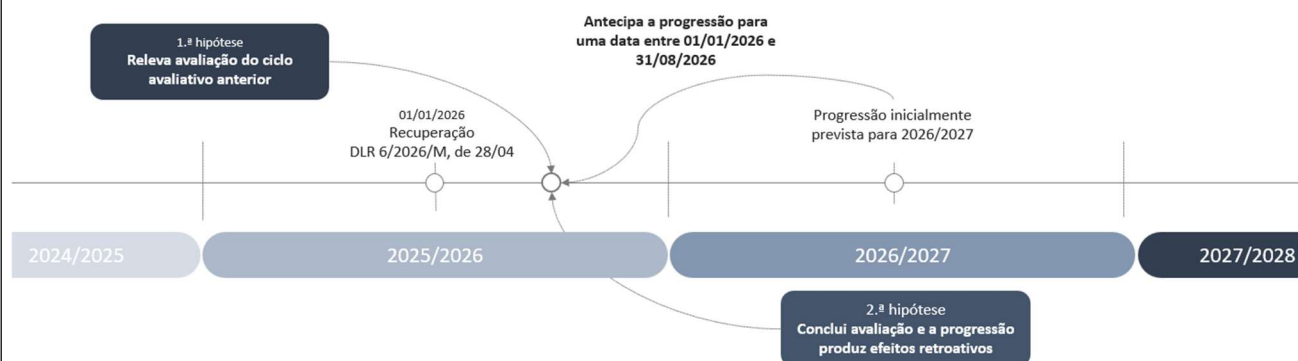 1.ª hipótese
Releva avaliação do ciclo
avaliativo anterior
Antecipa a progressão para
uma data entre 01/01/2026 e
31/08/2026
01/01/2026
Recuperação
DLR 6/2026/M, de 28/04
Progressão inicialmente
prevista para 2026/2027
2024/2025
2025/2026
2026/2027
2027/2028
2.ª hipótese
Conclui avaliação e a progressão
produz efeitos retroativos